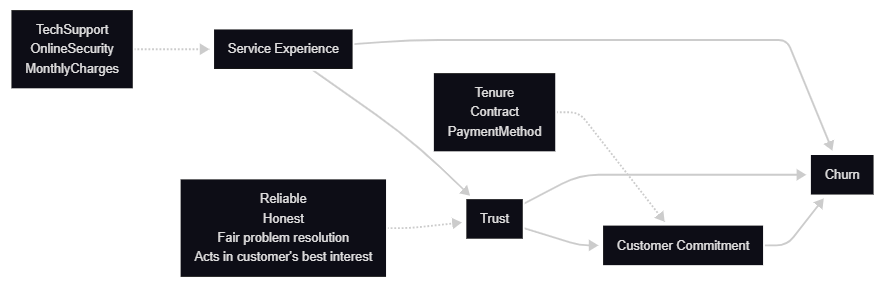 TechSupport
OnlineSecurity
MonthlyCharges
Service Experience
Tenure
Contract
PaymentMethod
Churn
Reliable
Honest
Fair problem resolution
Acts in customer's best interest
Trust
Customer Commitment